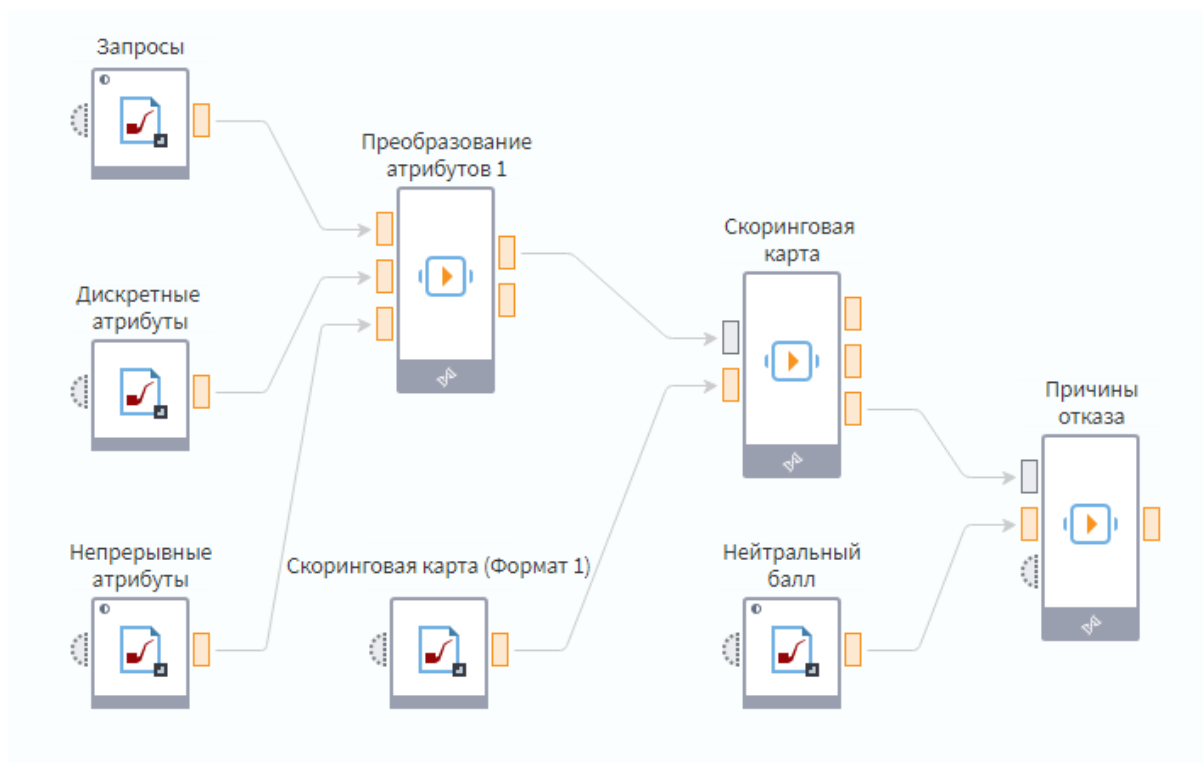 Запросы
Преобразование
атрибутов 1
Скоринговая
карта
Дискретные
атрибуты
Причины
отказа
Непрерывные
атрибуты
Скоринговая карта (Формат 1)
Нейтральный
балл